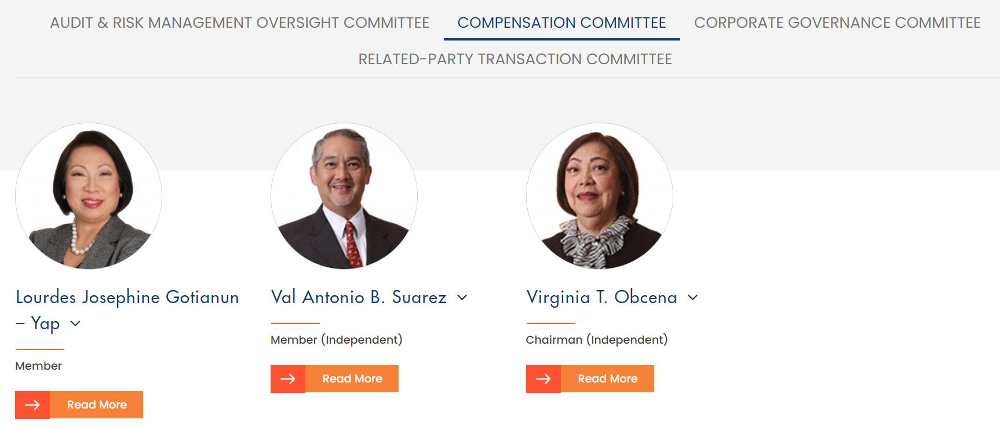 AUDIT & RISK MANAGEMENT OVERSIGHT COMMITTEE
COMPENSATION COMMITTEE
CORPORATE GOVERNANCE COMMITTEE
RELATED-PARTY TRANSACTION COMMITTEE
Lourdes Josephine Gotianun
– Yap
Member
Read More
Val Antonio B. Suarez
Member (Independent)
Read More
Virginia T. Obcena
Chairman (Independent)
Read More